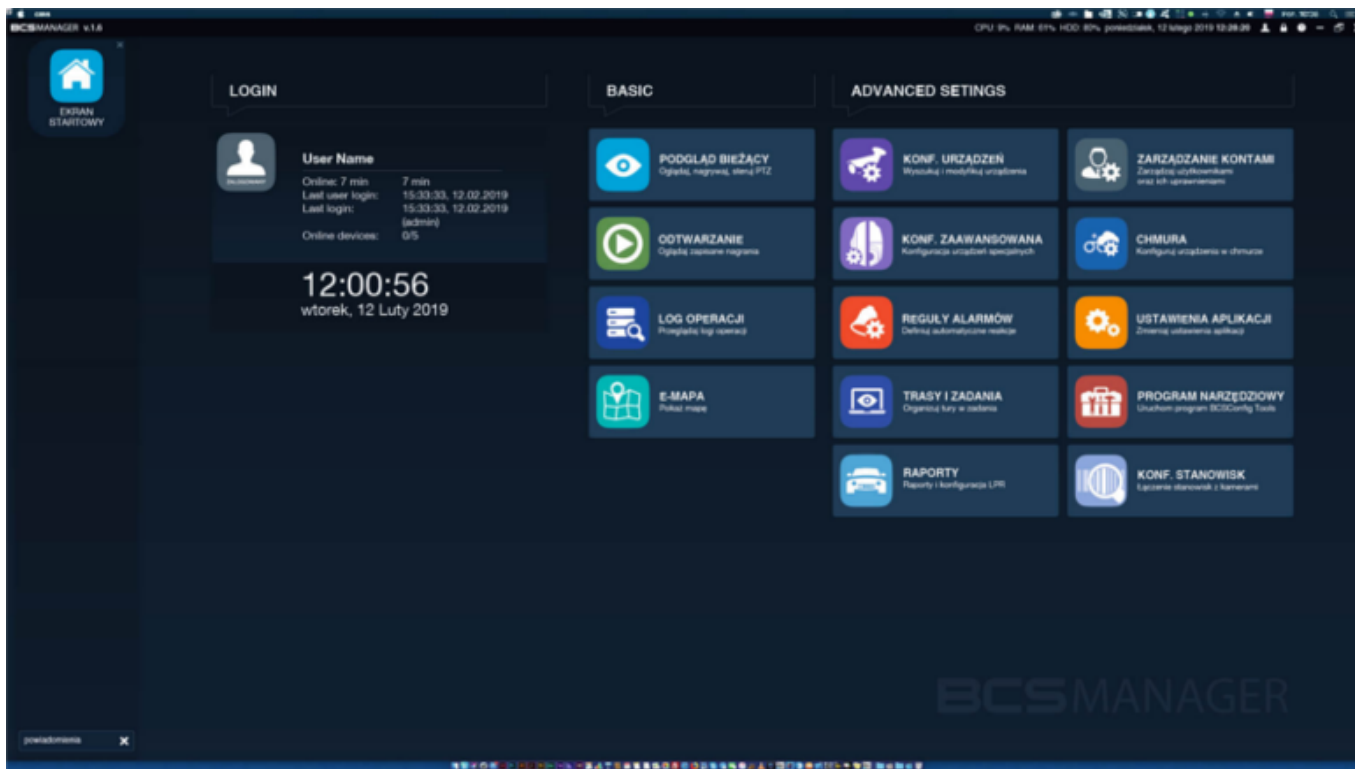 BCSMANAGER v.1.6
CPU: 9% RAM: 61% HDD: 80% poniedziałek, 12 lutego 2019 12:28:26
EKRAN
STARTOWY
LOGIN
User Name
Online: 7 min 7 min
Last user login: 15:33:33, 12.02.2019
Last login: 15:33:33, 12.02.2019
(admin)
Online devices: 0/5
12:00:56
wtorek, 12 Luty 2019
BASIC
PODGLĄD BIEŻĄCY
Oglądaj, nagrywaj, steruj PTZ
ODTWARZANIE
Oglądaj zapisane nagrania
LOG OPERACJI
Przeglądaj logi operacji
E-MAPA
Pokaż mapę
ADVANCED SETINGS
KONF. URZĄDZEŃ
Wyszukaj i modyfikuj urządzenia
ZARZĄDZANIE KONTAMI
Zarządzaj użytkownikami
oraz ich uprawnieniami
KONF. ZAAWANSOWANA
Konfiguracja urządzeń specjalnych
CHMURA
Konfiguruj urządzenia w chmurze
REGUŁY ALARMÓW
Definiuj automatyczne reakcje
USTAWIENIA APLIKACJI
Zmieniaj ustawienia aplikacji
TRASY I ZADANIA
Organizuj tury w zadania
PROGRAM NARZĘDZIOWY
Uruchom program BCSConfig Tools
RAPORTY
Raporty i konfiguracja LPR
KONF. STANOWISK
Łączenie stanowisk z kamerami
BCSMANAGER
powiadomienia